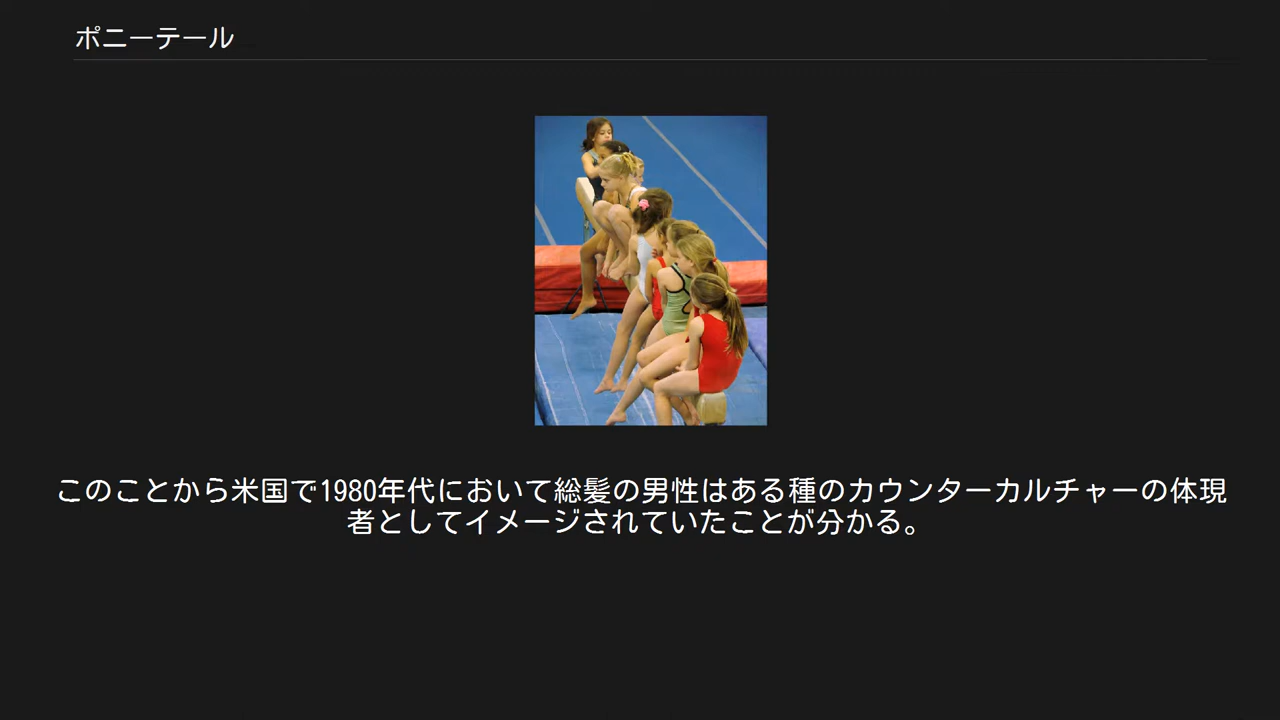 ポニーテール
このことから米国で1980年代において総髪の男性はある種のカウンターカルチャーの体現
者としてイメージされていたことが分かる。